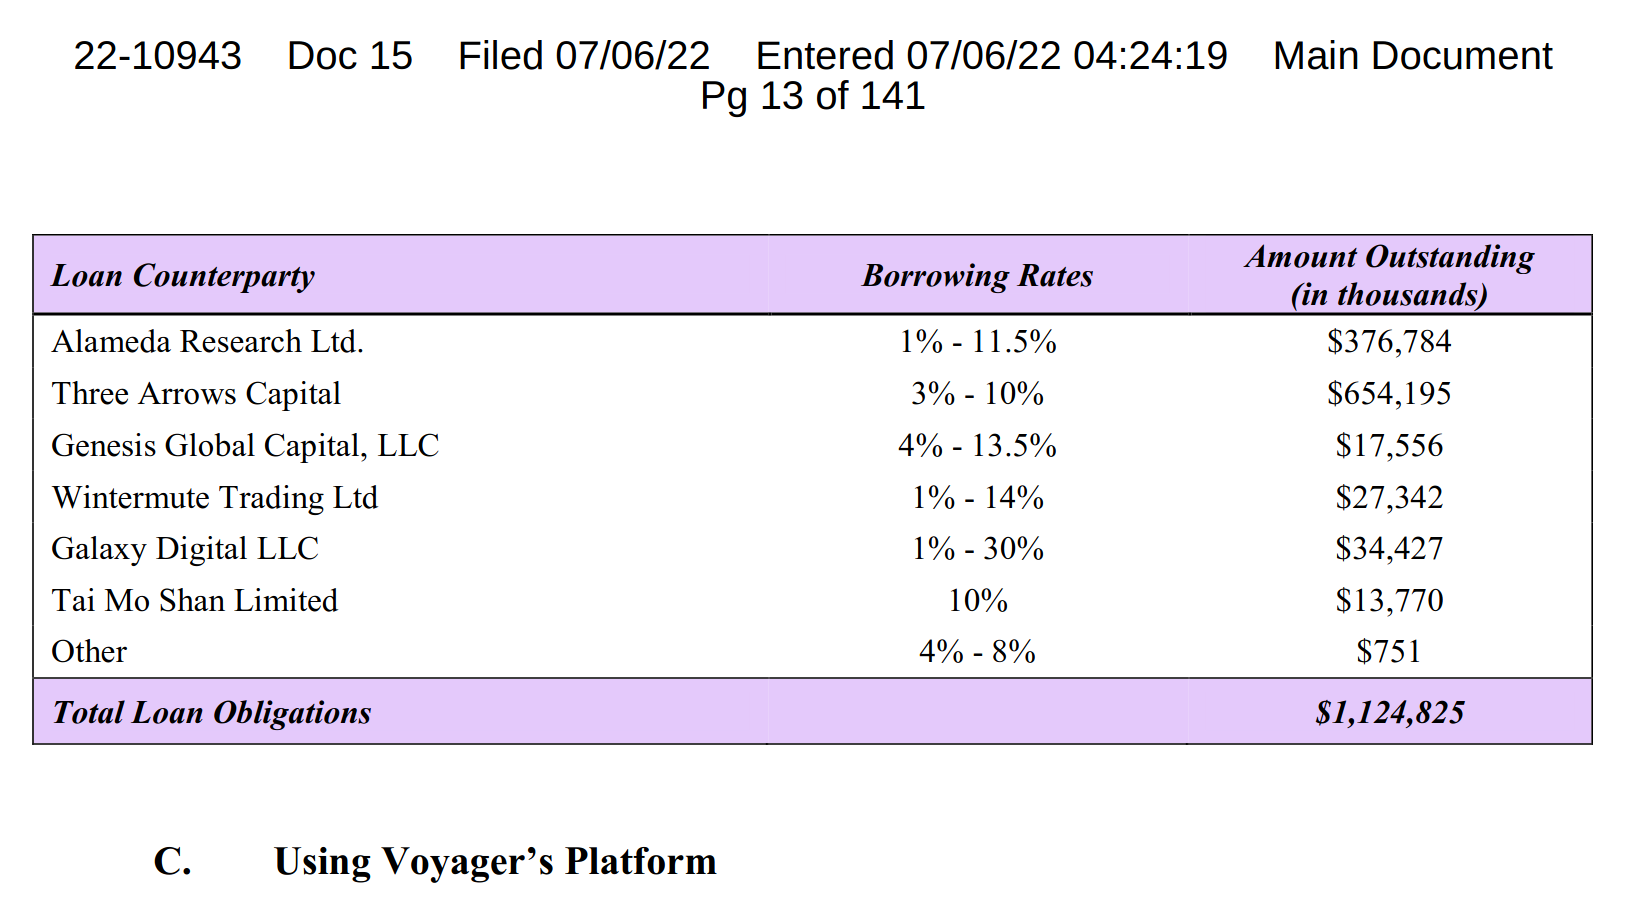 22-10943 Doc 15 Filed 07/06/22 Entered 07/06/22 04:24:19 Main Document
Pg 13 of 141
Loan Counterparty Borrowing Rates Amount Outstanding (in thousands)
Alameda Research Ltd. 1% - 11.5% $376,784
Three Arrows Capital 3% - 10% $654,195
Genesis Global Capital, LLC 4% - 13.5% $17,556
Wintermute Trading Ltd 1% - 14% $27,342
Galaxy Digital LLC 1% - 30% $34,427
Tai Mo Shan Limited 10% $13,770
Other 4% - 8% $751
Total Loan Obligations $1,124,825
C. Using Voyager’s Platform